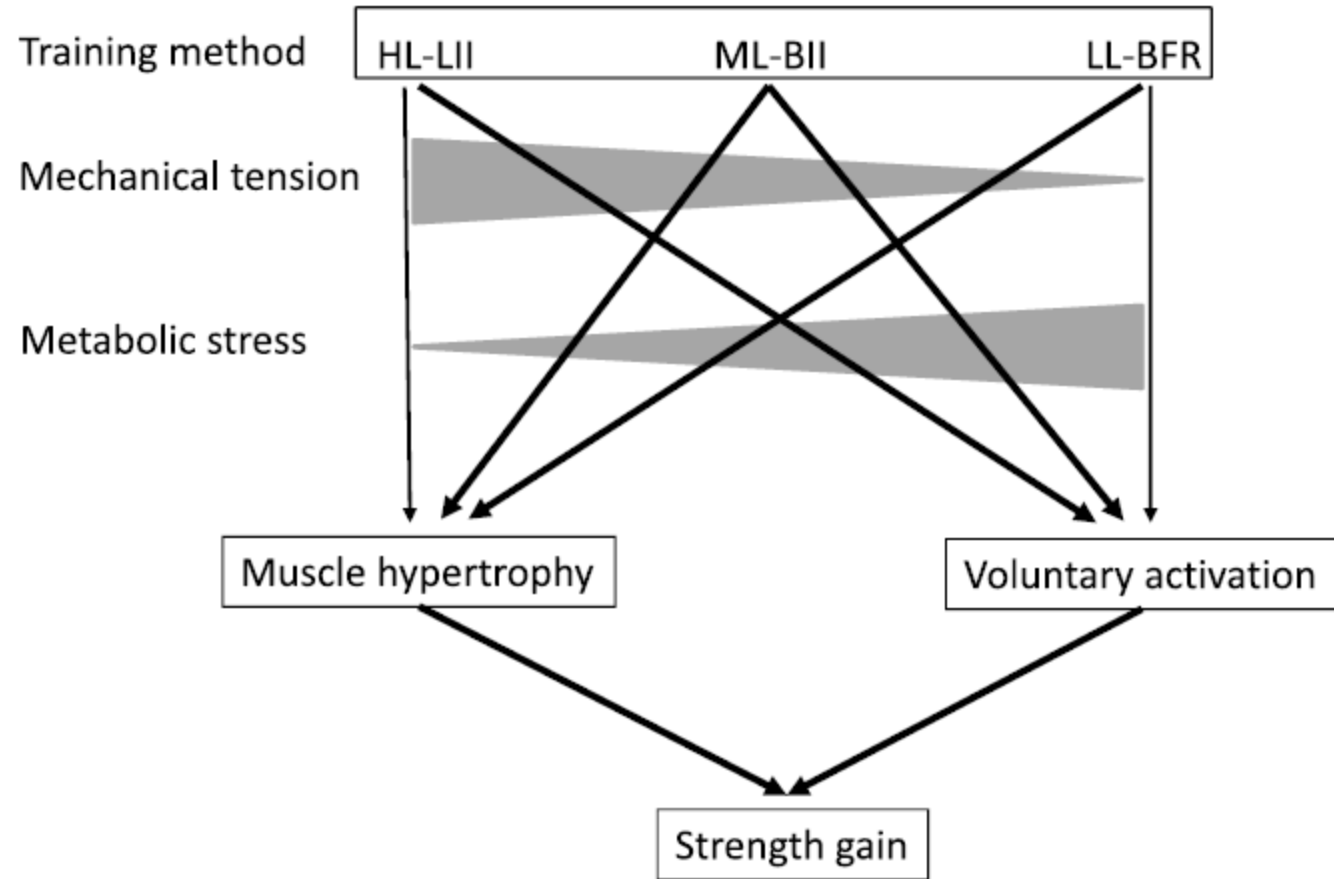 Training method HL-LII ML-BII LL-BFR
Mechanical tension
Metabolic stress
Muscle hypertrophy Voluntary activation
Strength gain